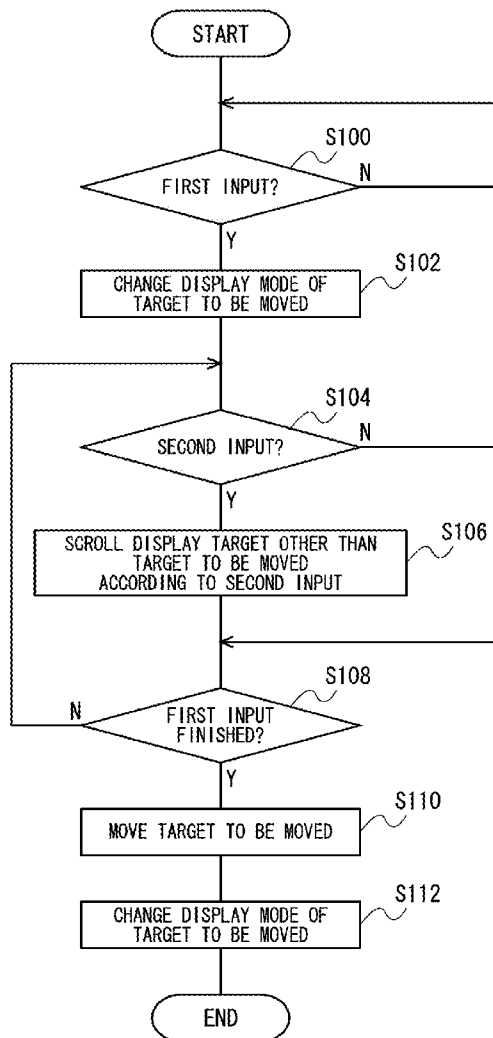 START
S100
FIRST INPUT?
N
Y
S102
CHANGE DISPLAY MODE OF
TARGET TO BE MOVED
S104
SECOND INPUT?
N
Y
SCROLL DISPLAY TARGET OTHER THAN
TARGET TO BE MOVED
ACCORDING TO SECOND INPUT
S106
S108
N
FIRST INPUT
FINISHED?
Y
S110
MOVE TARGET TO BE MOVED
S112
CHANGE DISPLAY MODE OF
TARGET TO BE MOVED
END